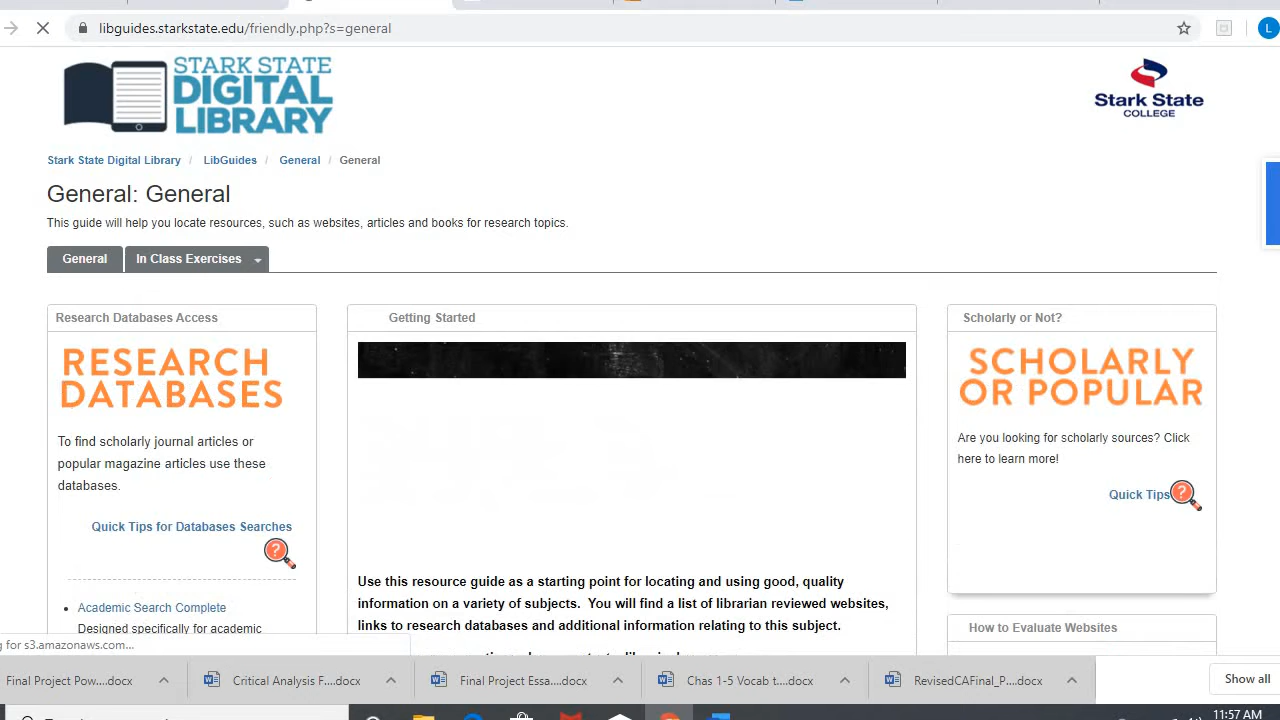 libguides.starkstate.edu/friendly.php?s=general
L
STARK STATE
DIGITAL
LIBRARY
Stark State
COLLEGE
Stark State Digital Library / LibGuides / General / General
General: General
This guide will help you locate resources, such as websites, articles and books for research topics.
General
In Class Exercises
Research Databases Access
RESEARCH
DATABASES
To find scholarly journal articles or
popular magazine articles use these
databases.
Quick Tips for Databases Searches
?
Academic Search Complete
Designed specifically for academic
Getting Started
Use this resource guide as a starting point for locating and using good, quality
information on a variety of subjects. You will find a list of librarian reviewed websites,
links to research databases and additional information relating to this subject.
Scholarly or Not?
SCHOLARLY
OR POPULAR
Are you looking for scholarly sources? Click
here to learn more!
Quick Tips
?
How to Evaluate Websites
for s3.amazonaws.com...
Final Project Pow....docx
Critical Analysis F....docx
Final Project Essa....docx
Chas 1-5 Vocab t....docx
RevisedCAFinal_P....docx
Show all
11:57 AM